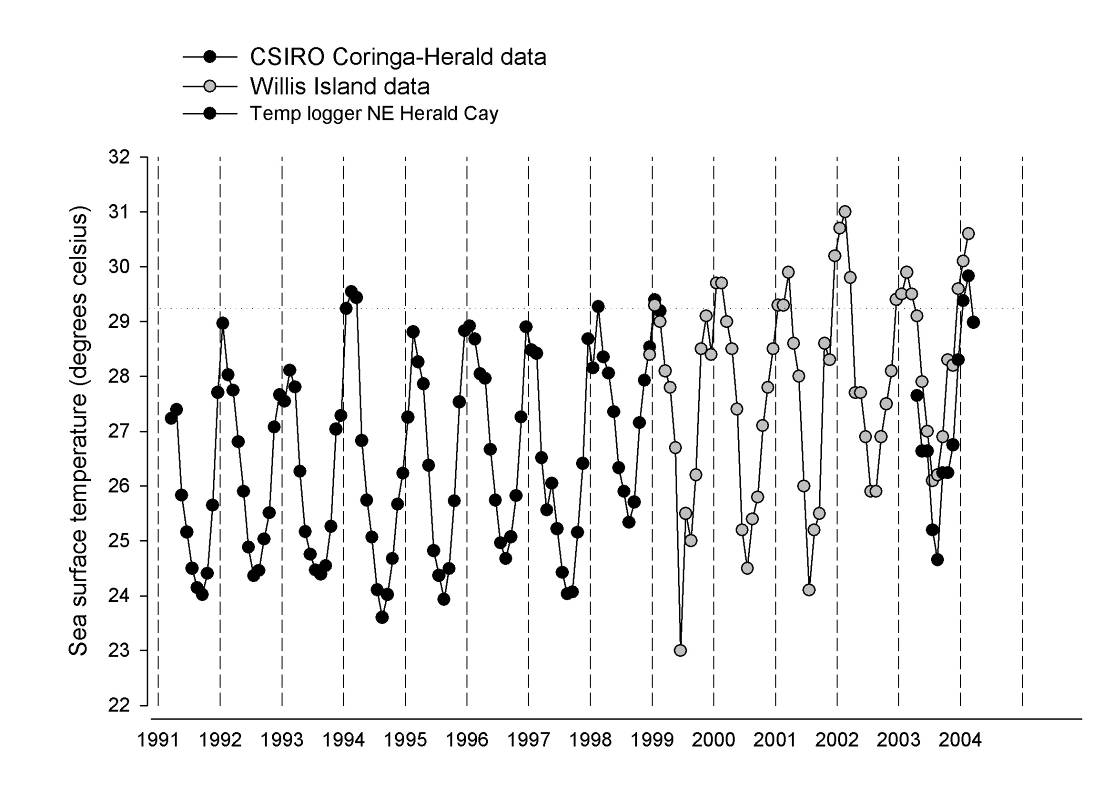 CSIRO Coringa-Herald data
Willis Island data
Temp logger NE Herald Cay
32
31
30
29
28
27
26
25
24
23
22
Sea surface temperature (degrees celsius)
1991 1992 1993 1994 1995 1996 1997 1998 1999 2000 2001 2002 2003 2004